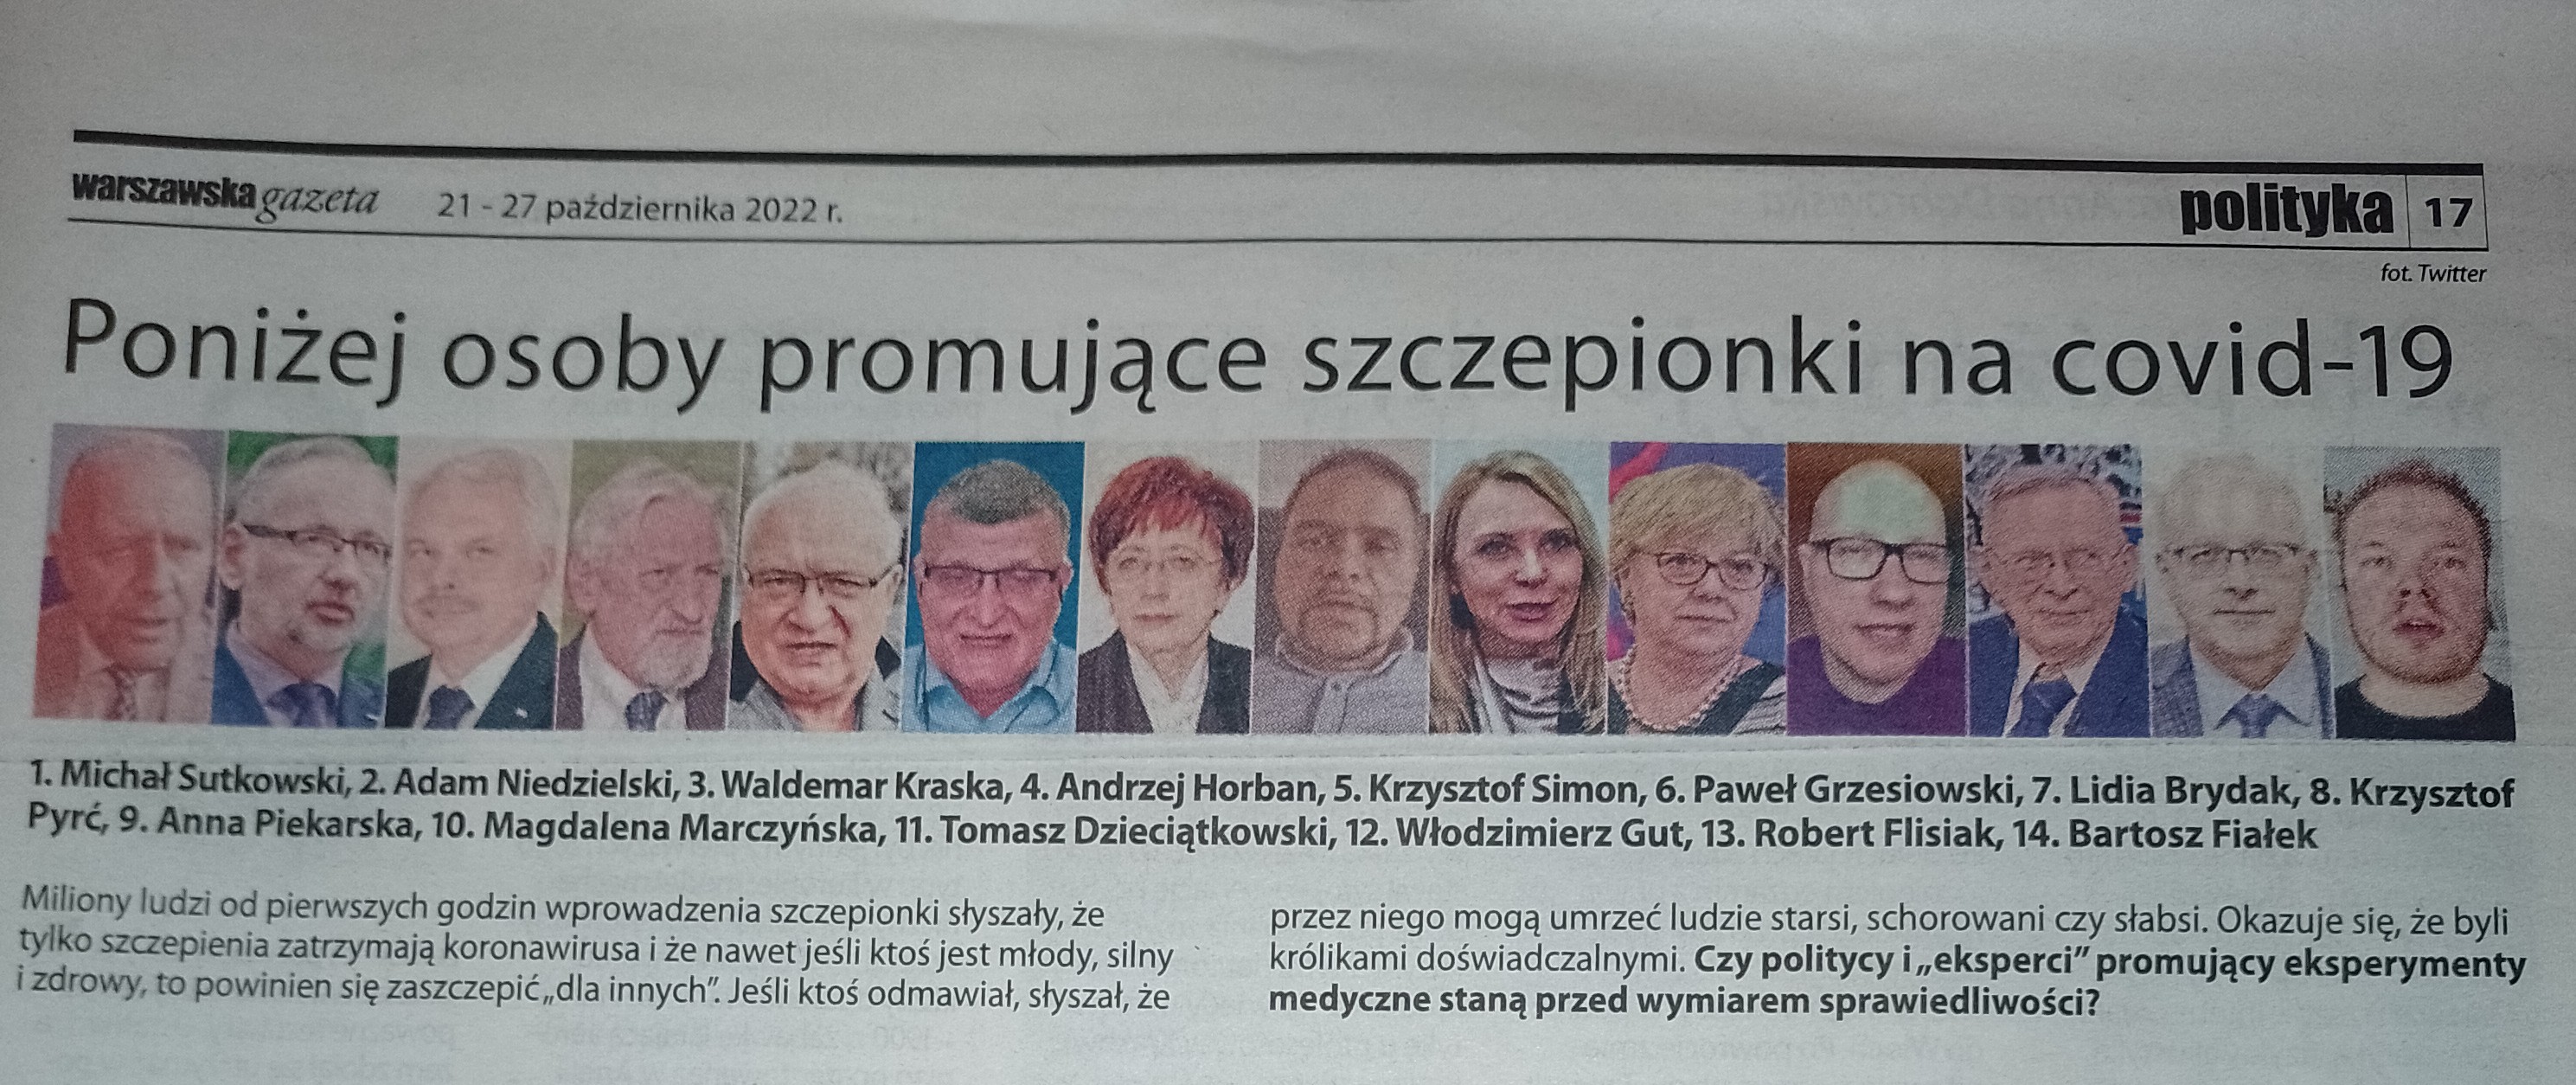 warszawska gazeta 21 - 27 października 2022 r. polityka 17
fot. Twitter
Poniżej osoby promujące szczepionki na covid-19
1. Michał Sutkowski, 2. Adam Niedzielski, 3. Waldemar Kraska, 4. Andrzej Horban, 5. Krzysztof Simon, 6. Paweł Grzesiowski, 7. Lidia Brydak, 8. Krzysztof
Pyrć, 9. Anna Piekarska, 10. Magdalena Marczyńska, 11. Tomasz Dzieciątkowski, 12. Włodzimierz Gut, 13. Robert Flisiak, 14. Bartosz Fiałek
Miliony ludzi od pierwszych godzin wprowadzenia szczepionki słyszały, że
tylko szczepienia zatrzymają koronawirusa i że nawet jeśli ktoś jest młody, silny
i zdrowy, to powinien się zaszczepić „dla innych”. Jeśli ktoś odmawiał, słyszał, że
przez niego mogą umrzeć ludzie starsi, schorowani czy słabsi. Okazuje się, że byli
królikami doświadczalnymi. Czy politycy i „eksperci” promujący eksperymenty
medyczne staną przed wymiarem sprawiedliwości?